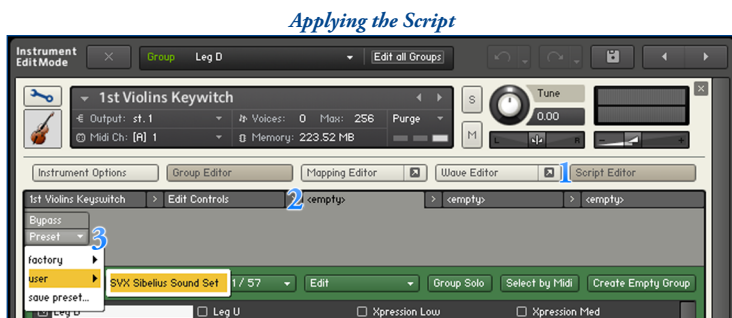 Applying the Script
Instrument Edit Mode Group Leg D Edit all Groups
1st Violins Keywitch S Tune
Output: st. 1 Voices: 0 Max: 256 Purge 0.00
Midi Ch: [A] 1 Memory: 223.52 MB M L R - +
Instrument Options Group Editor Mapping Editor Wave Editor 1 Script Editor
1st Violins Keyswitch Edit Controls 2 <empty> <empty> <empty>
Bypass
Preset 3
factory
user SVX Sibelius Sound Set 1 / 57 Edit Group Solo Select by Midi Create Empty Group
save preset...
Leg D Leg U Xpression Low Xpression Med